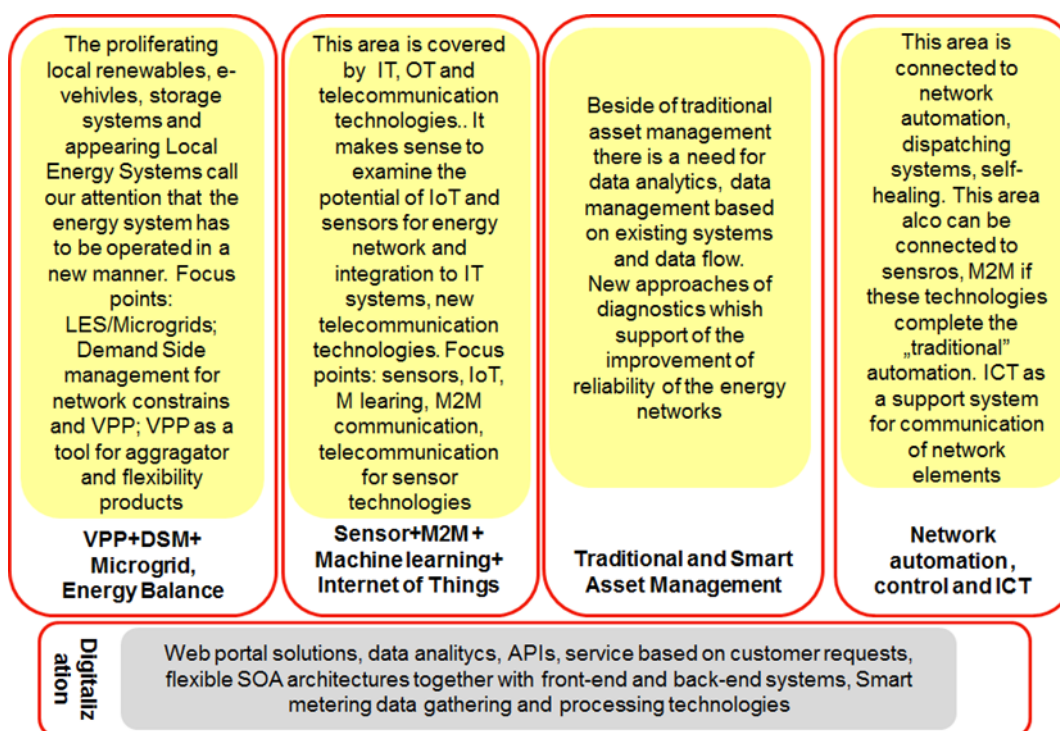 The proliferating
local renewables, e-
vehivles, storage
systems and
appearing Local
Energy Systems call
our attention that the
energy system has
to be operated in a
new manner. Focus
points:
LES/Microgrids;
Demand Side
management for
network constrains
and VPP; VPP as a
tool for aggragator
and flexibility
products
VPP+DSM+
Microgrid,
Energy Balance
This area is covered
by IT, OT and
telecommunication
technologies.. It
makes sense to
examine the
potential of IoT and
sensors for energy
network and
integration to IT
systems, new
telecommunication
technologies. Focus
points: sensors, IoT,
M learing, M2M
communication,
telecommunication
for sensor
technologies
Sensor+M2M+
Machine learning+
Internet of Things
Beside of traditional
asset management
there is a need for
data analytics, data
management based
on existing systems
and data flow.
New approaches of
diagnostics whish
support of the
improvement of
reliability of the energy
networks
Traditional and Smart
Asset Management
This area is
connected to
network
automation,
dispatching
systems, self-
healing. This area
alco can be
connected to
sensros, M2M if
these technologies
complete the
„traditional”
automation. ICT as
a support system
for communication
of network
elements
Network
automation,
control and ICT
Digitaliz
ation
Web portal solutions, data analitycs, APIs, service based on customer requests,
flexible SOA architectures together with front-end and back-end systems, Smart
metering data gathering and processing technologies